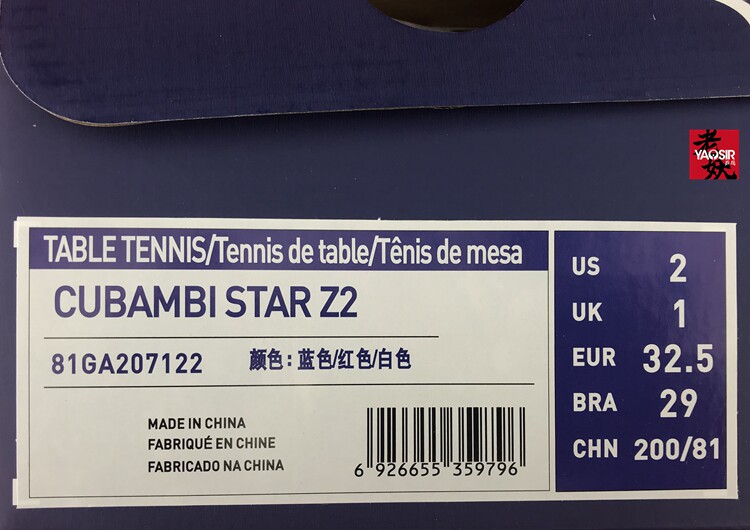 老妖
YAOSIR
TABLE TENNIS/Tennis de table/Tênis de mesa
CUBAMBI STAR Z2
81GA207122 颜色:蓝色/红色/白色
MADE IN CHINA
FABRIQUÉ EN CHINE
FABRICADO NA CHINA
6 926655 359796
US 2
UK 1
EUR 32.5
BRA 29
CHN 200/81